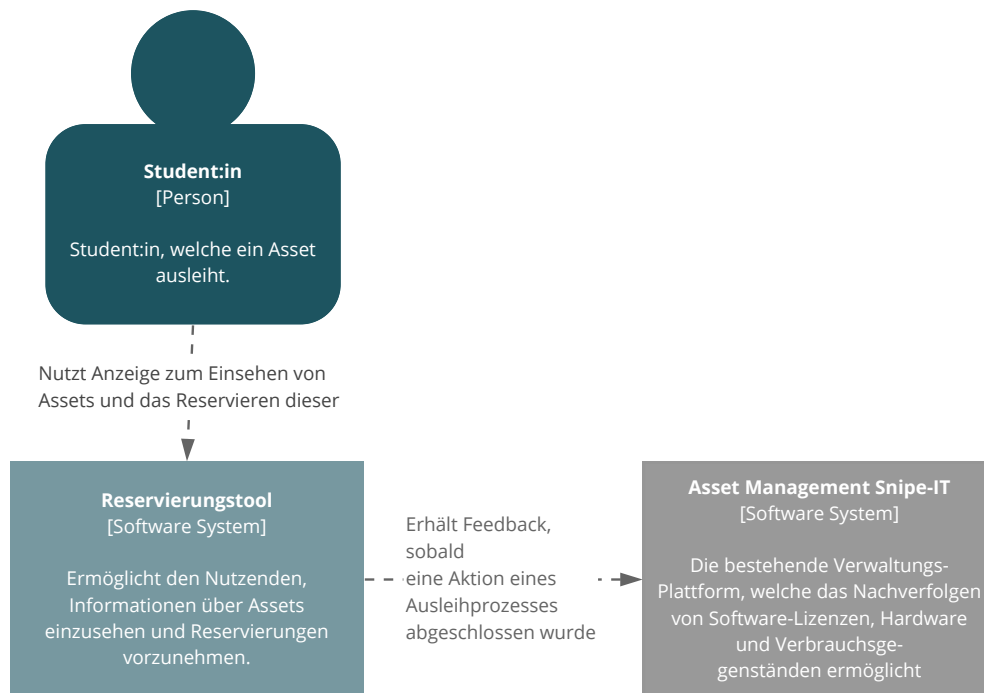 Student:in
[Person]
Student:in, welche ein Asset
ausleiht.
Nutzt Anzeige zum Einsehen von
Assets und das Reservieren dieser
Reservierungstool
[Software System]
Ermöglicht den Nutzenden,
Informationen über Assets
einzusehen und Reservierungen
vorzunehmen.
Erhält Feedback,
sobald
eine Aktion eines
Ausleihprozesses
abgeschlossen wurde
Asset Management Snipe-IT
[Software System]
Die bestehende Verwaltungs-
Plattform, welche das Nachverfolgen
von Software-Lizenzen, Hardware
und Verbrauchsge-
genständen ermöglicht